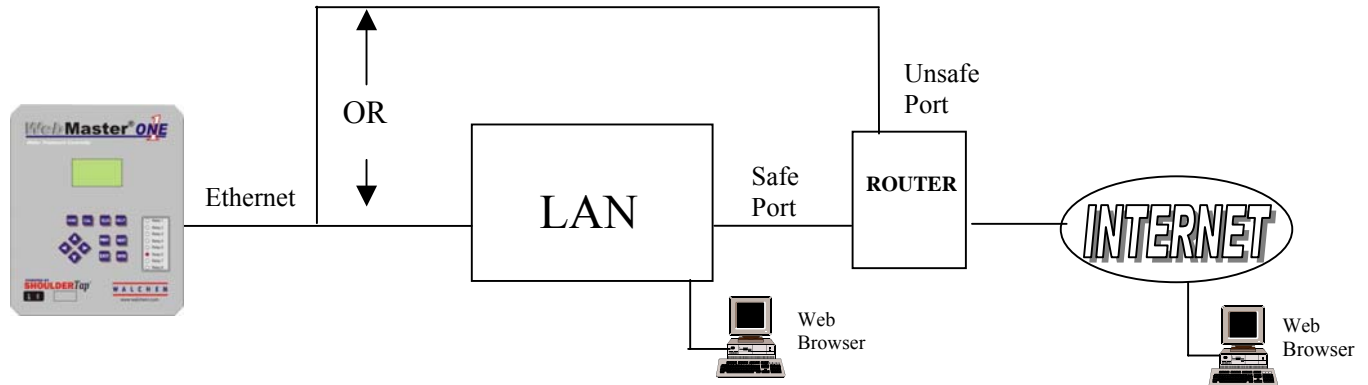 WebMaster® ONE
OR
Ethernet
LAN
Safe
Port
Unsafe
Port
ROUTER
INTERNET
Web
Browser
Web
Browser
SHOULDERTap
WALCHEM